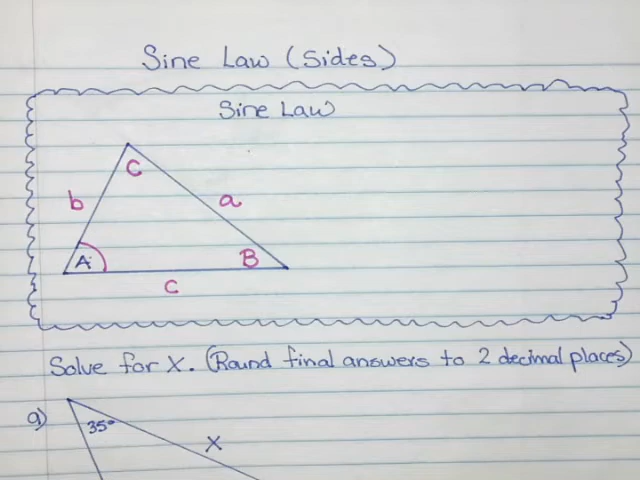 Sine Law (Sides)
Sine Law
C
b
a
A
B
C
Solve for X. (Round final answers to 2 decimal places)
a)
35°
X